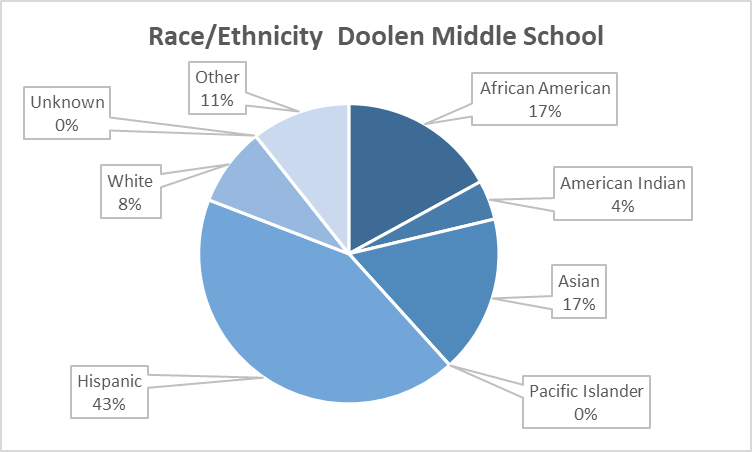 Race/Ethnicity Doolen Middle School
Other
11%
African American
17%
Unknown
0%
White
8%
American Indian
4%
Asian
17%
Hispanic
43%
Pacific Islander
0%